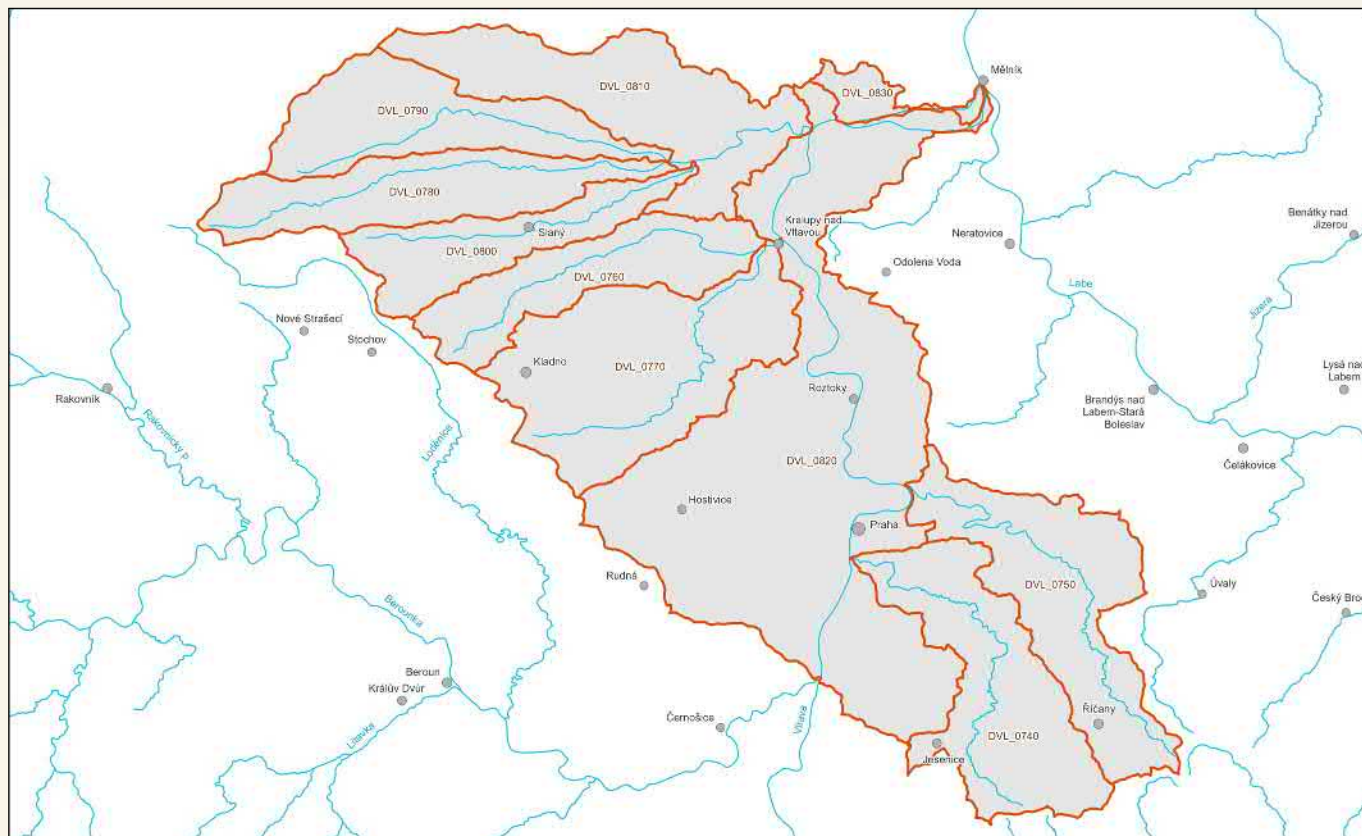 Mělník
DVL_0810
DVL_0830
DVL_0790
DVL_0780
Slaný
DVL_0800
Kralupy nad
Vltavou
Neratovice
Benátky nad
Jizerou
Odolena Voda
DVL_0760
Labe
Jizera
Nové Strašecí
Stochov
Kladno
DVL_0770
Roztoky
Rakovník
Rakovnický p.
Loděnice
Brandýs nad
Labem-Stará
Boleslav
Lysá nad
Labem
Čelákovice
DVL_0820
Hostivice
Praha
Rudná
DVL_0750
Úvaly
Český Brod
Berounka
Beroun
Králův Dvůr
Litavka
Černošice
Vltava
Říčany
DVL_0740
Jesenice